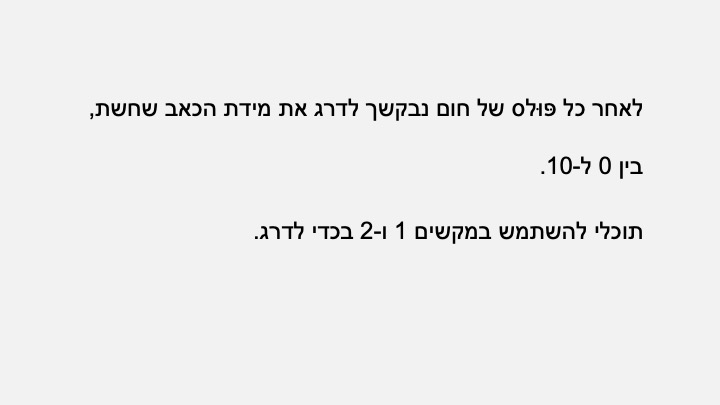 לאחר כל פּוּלס של חום נבקשך לדרג את מידת הכאב שחשת,
בין 0 ל-10.
תוכלי להשתמש במקשים 1 ו-2 בכדי לדרג.